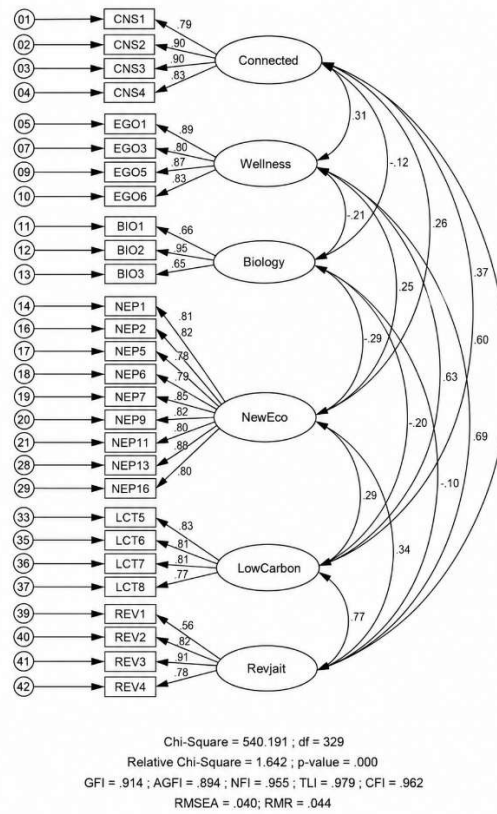 01 CNS1 .79
02 CNS2 .90
03 CNS3 .90
04 CNS4 .83
Connected
05 EGO1 .89
07 EGO3 .80
09 EGO5 .87
10 EGO6 .83
Wellness
11 BIO1 .66
12 BIO2 .95
13 BIO3 .65
Biology
14 NEP1 .81
16 NEP2 .82
17 NEP5 .78
18 NEP6 .79
19 NEP7 .85
20 NEP9 .82
21 NEP11 .80
28 NEP13 .88
29 NEP16 .80
NewEco
33 LCT5 .83
35 LCT6 .81
36 LCT7 .81
37 LCT8 .77
LowCarbon
39 REV1 .56
40 REV2 .82
41 REV3 .91
42 REV4 .78
Revjait
.31
-.12
-.21
.26
.37
.25
-.29
.60
.63
-.20
.69
-.10
.29
.34
.77
Chi-Square = 540.191 ; df = 329
Relative Chi-Square = 1.642 ; p-value = .000
GFI = .914 ; AGFI = .894 ; NFI = .955 ; TLI = .979 ; CFI = .962
RMSEA = .040; RMR = .044